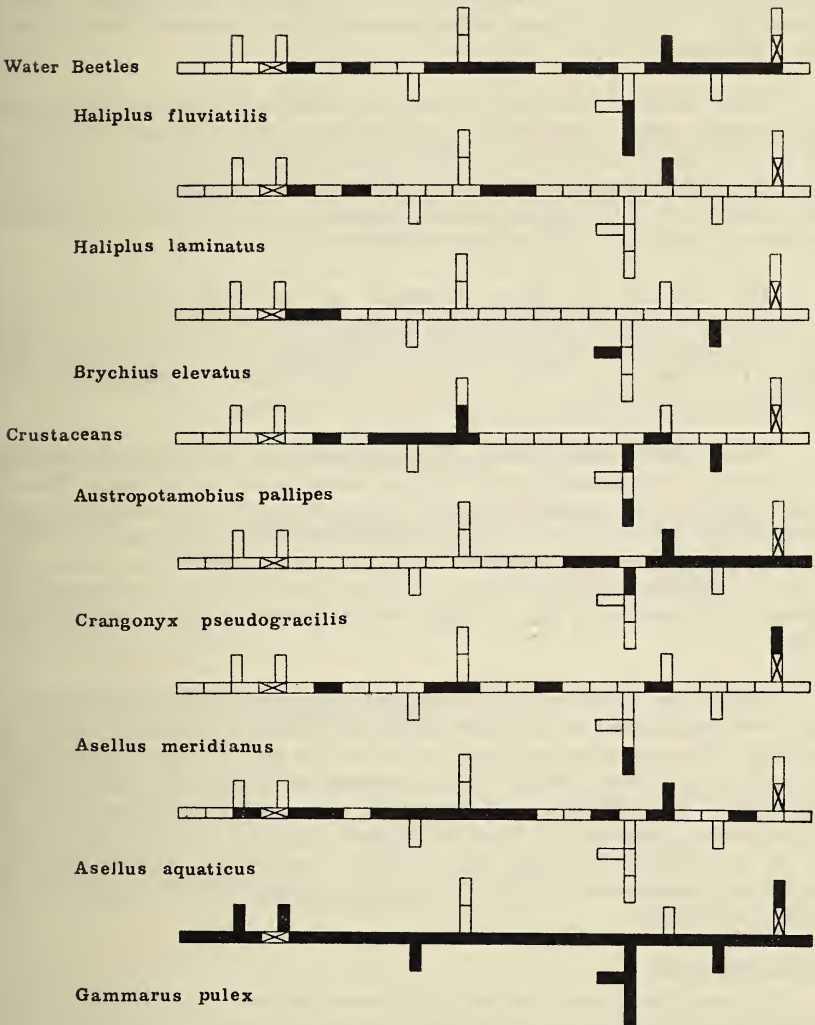 Water Beetles
Haliplus fluviatilis
Haliplus laminatus
Brychius elevatus
Crustaceans
Austropotamobius pallipes
Crangonyx pseudogracilis
Asellus meridianus
Asellus aquaticus
Gammarus pulex